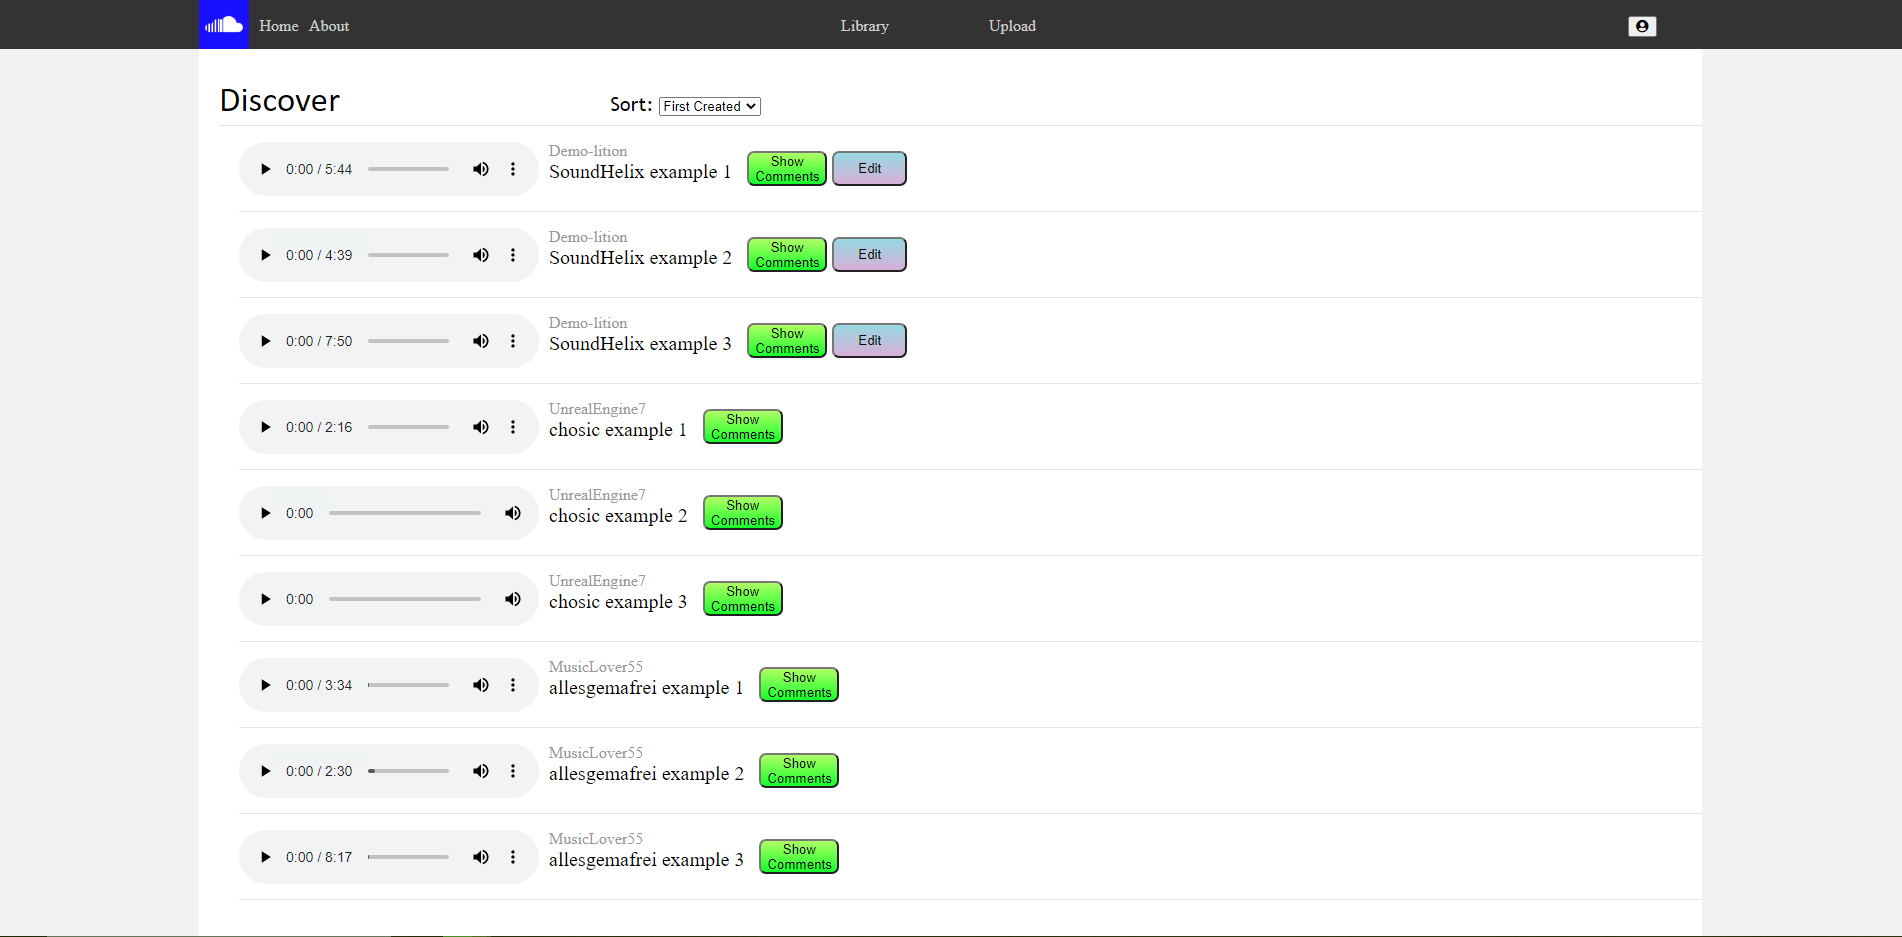 Home About Library Upload
Discover Sort: First Created
0:00 / 5:44
Demo-lition
SoundHelix example 1
Show
Comments
Edit
0:00 / 4:39
Demo-lition
SoundHelix example 2
Show
Comments
Edit
0:00 / 7:50
Demo-lition
SoundHelix example 3
Show
Comments
Edit
0:00 / 2:16
UnrealEngine7
chosic example 1
Show
Comments
0:00
UnrealEngine7
chosic example 2
Show
Comments
0:00
UnrealEngine7
chosic example 3
Show
Comments
0:00 / 3:34
MusicLover55
allesgemafrei example 1
Show
Comments
0:00 / 2:30
MusicLover55
allesgemafrei example 2
Show
Comments
0:00 / 8:17
MusicLover55
allesgemafrei example 3
Show
Comments